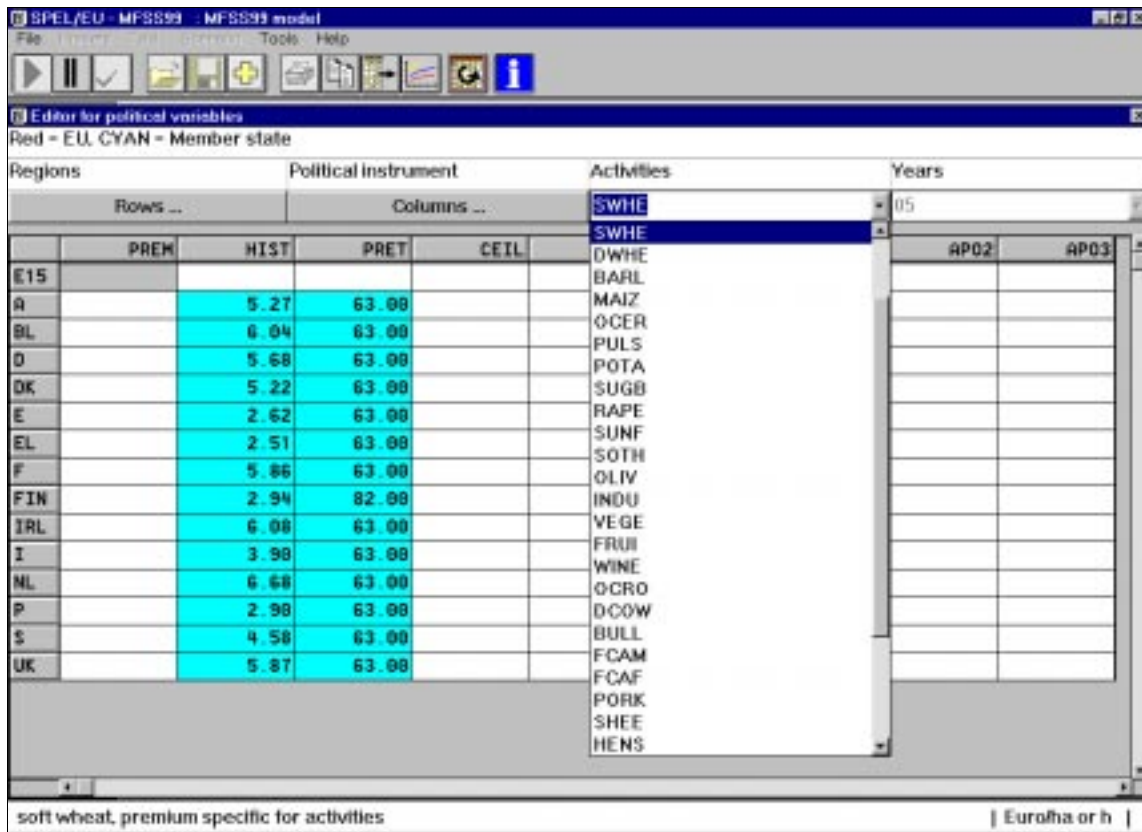 SPEL/EU - MFSS99 : MFSS99 model
File Tools Help
Editor for political variables
Red = EU, CYAN = Member state
Regions Political instrument Activities Years
Rows ... Columns ... SWHE 05
PREM HIST PRET CEIL AP02 AP03
E15
A 5.27 63.00
BL 6.04 63.00
D 5.68 63.00
DK 5.22 63.00
E 2.62 63.00
EL 2.51 63.00
F 5.86 63.00
FIN 2.94 82.00
IRL 6.08 63.00
I 3.90 63.00
NL 6.68 63.00
P 2.90 63.00
S 4.58 63.00
UK 5.87 63.00
SWHE
DWHE
BARL
MAIZ
OCER
PULS
POTA
SUGB
RAPE
SUNF
SOTH
OLIV
INDU
VEGE
FRUI
WINE
OCRO
DCOW
BULL
FCAM
FCAF
PORK
SHEE
HENS
soft wheat, premium specific for activities | Euro/ha or h |